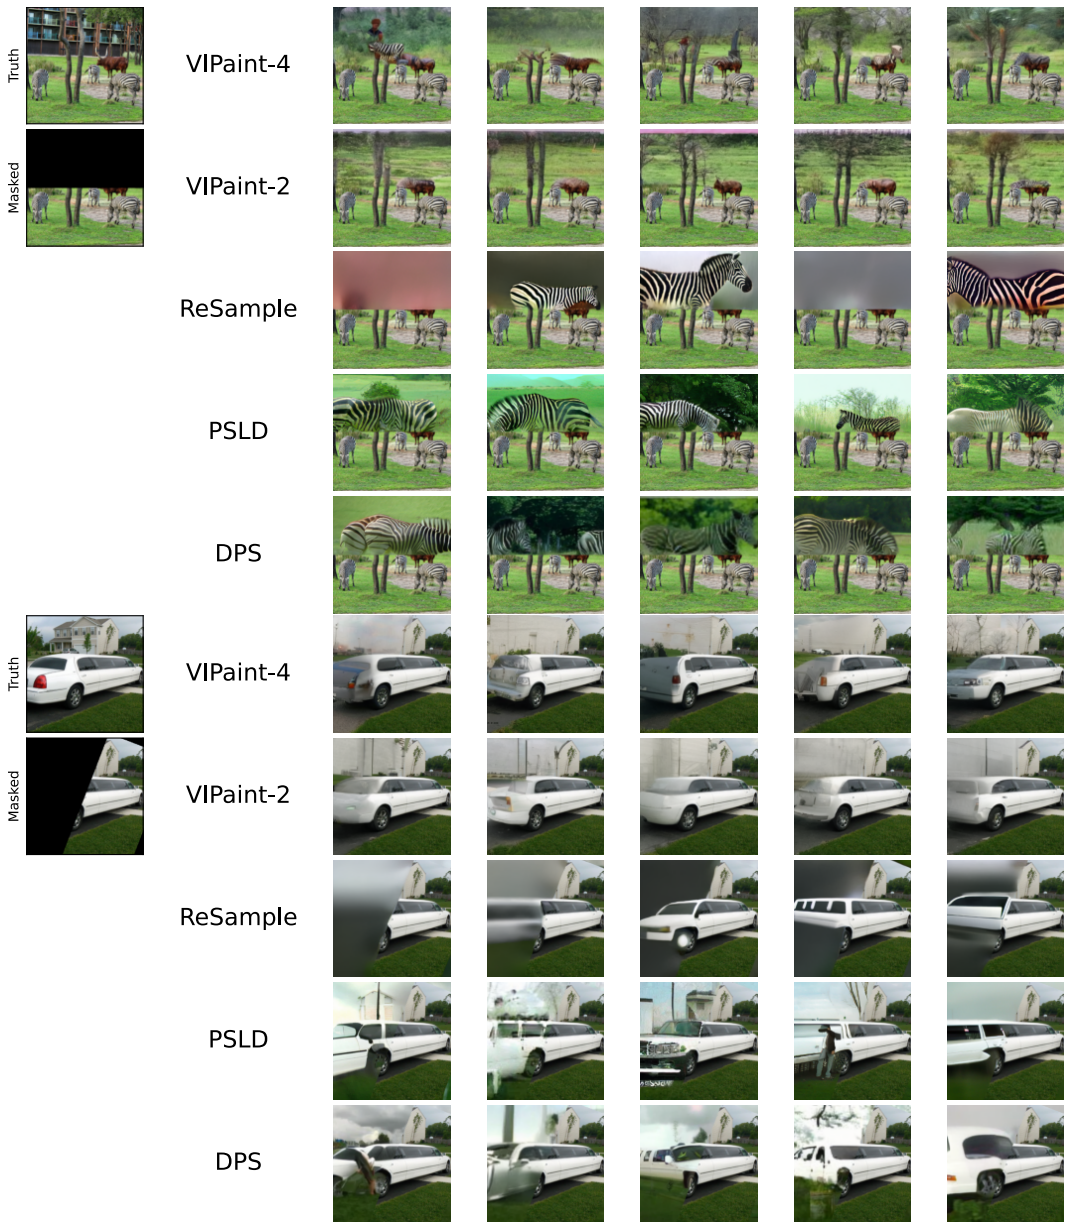 Truth
VIPaint-4
Masked
VIPaint-2
ReSample
PSLD
DPS
Truth
VIPaint-4
Masked
VIPaint-2
ReSample
PSLD
DPS